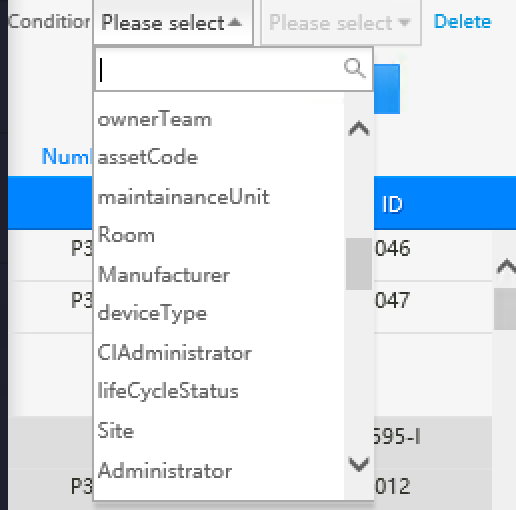 Condition Please select Please select Delete
ownerTeam
Num
assetCode
maintainanceUnit
ID
Room
P3 046
Manufacturer
P3 047
deviceType
CIAdministrator
lifeCycleStatus
Site
595-I
Administrator
P3 012